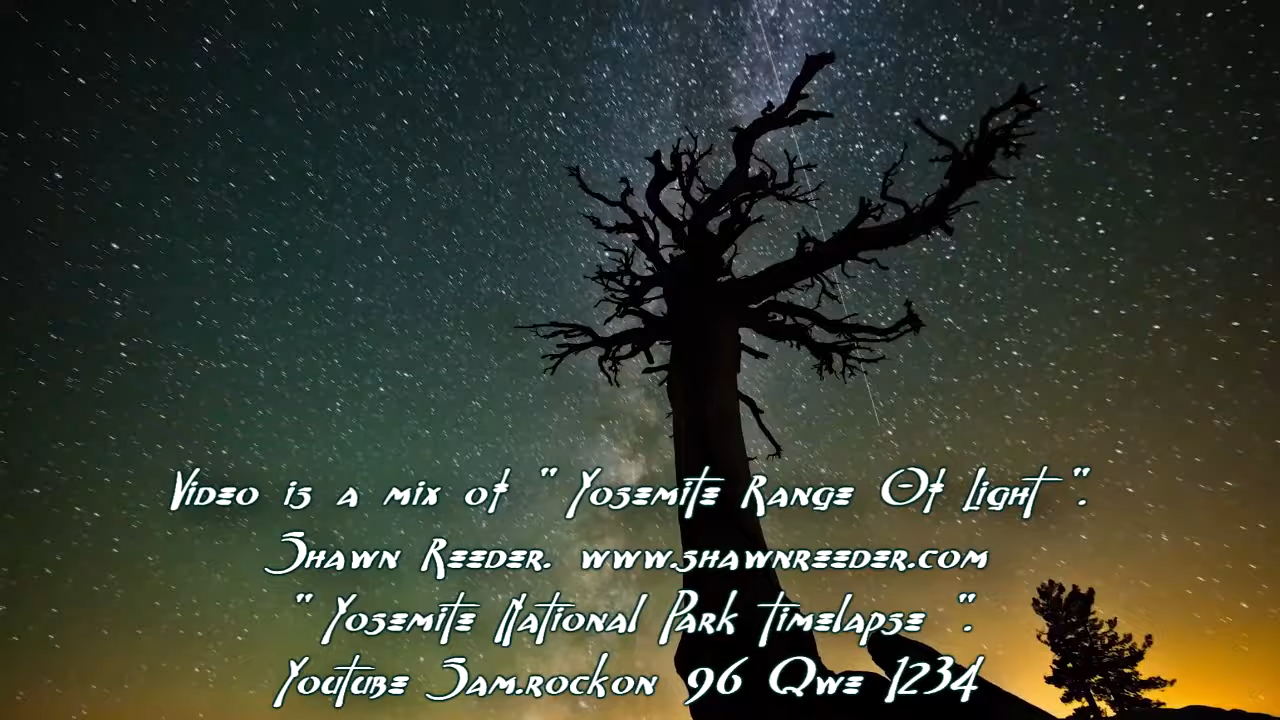 Video is a mix of " Yosemite Range Of Light ".
Shawn Reeder. www.shawnreeder.com
" Yosemite National Park timelapse ".
Youtube Sam.rockon 96 Qwe 1234